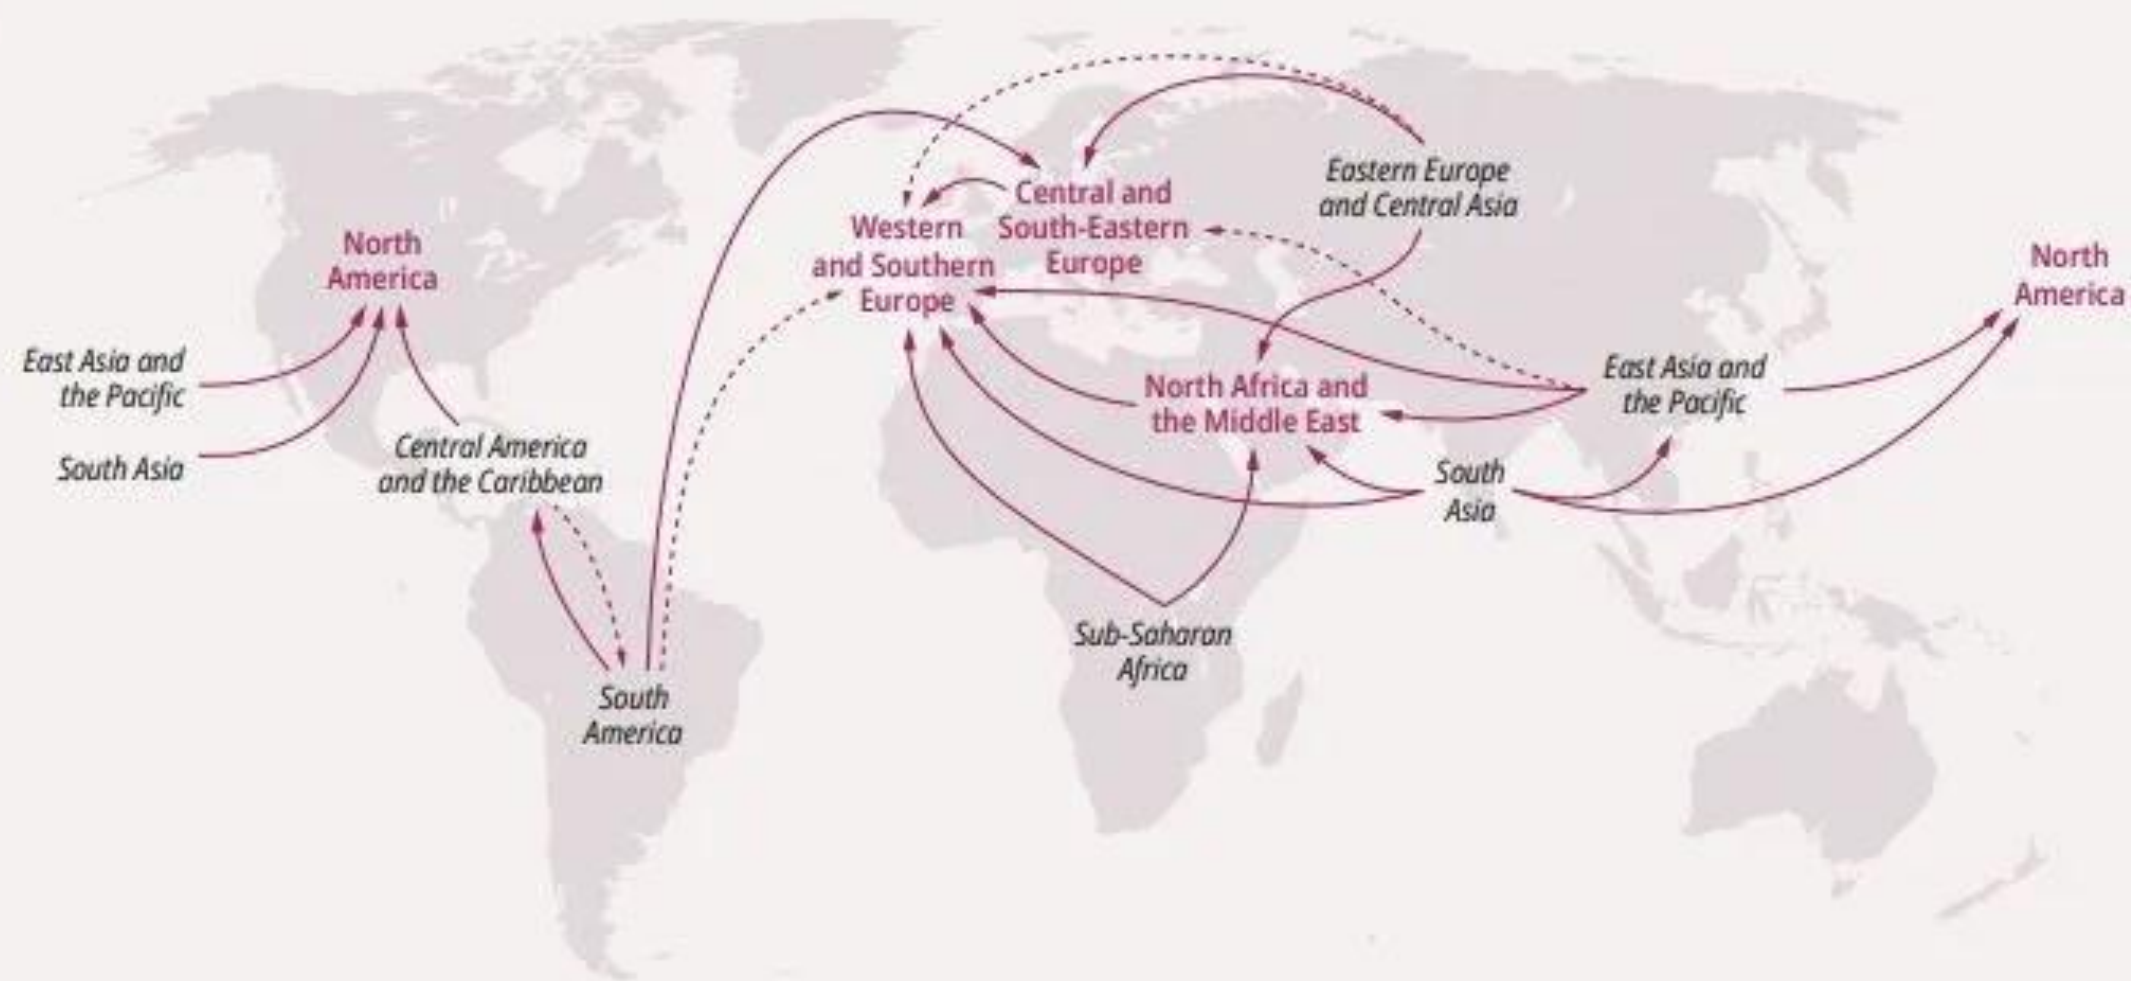 North
America
East Asia and
the Pacific
South Asia
Central America
and the Caribbean
South
America
Western
and Southern
Europe
Central and
South-Eastern
Europe
Eastern Europe
and Central Asia
North Africa and
the Middle East
Sub-Saharan
Africa
South
Asia
East Asia and
the Pacific
North
America